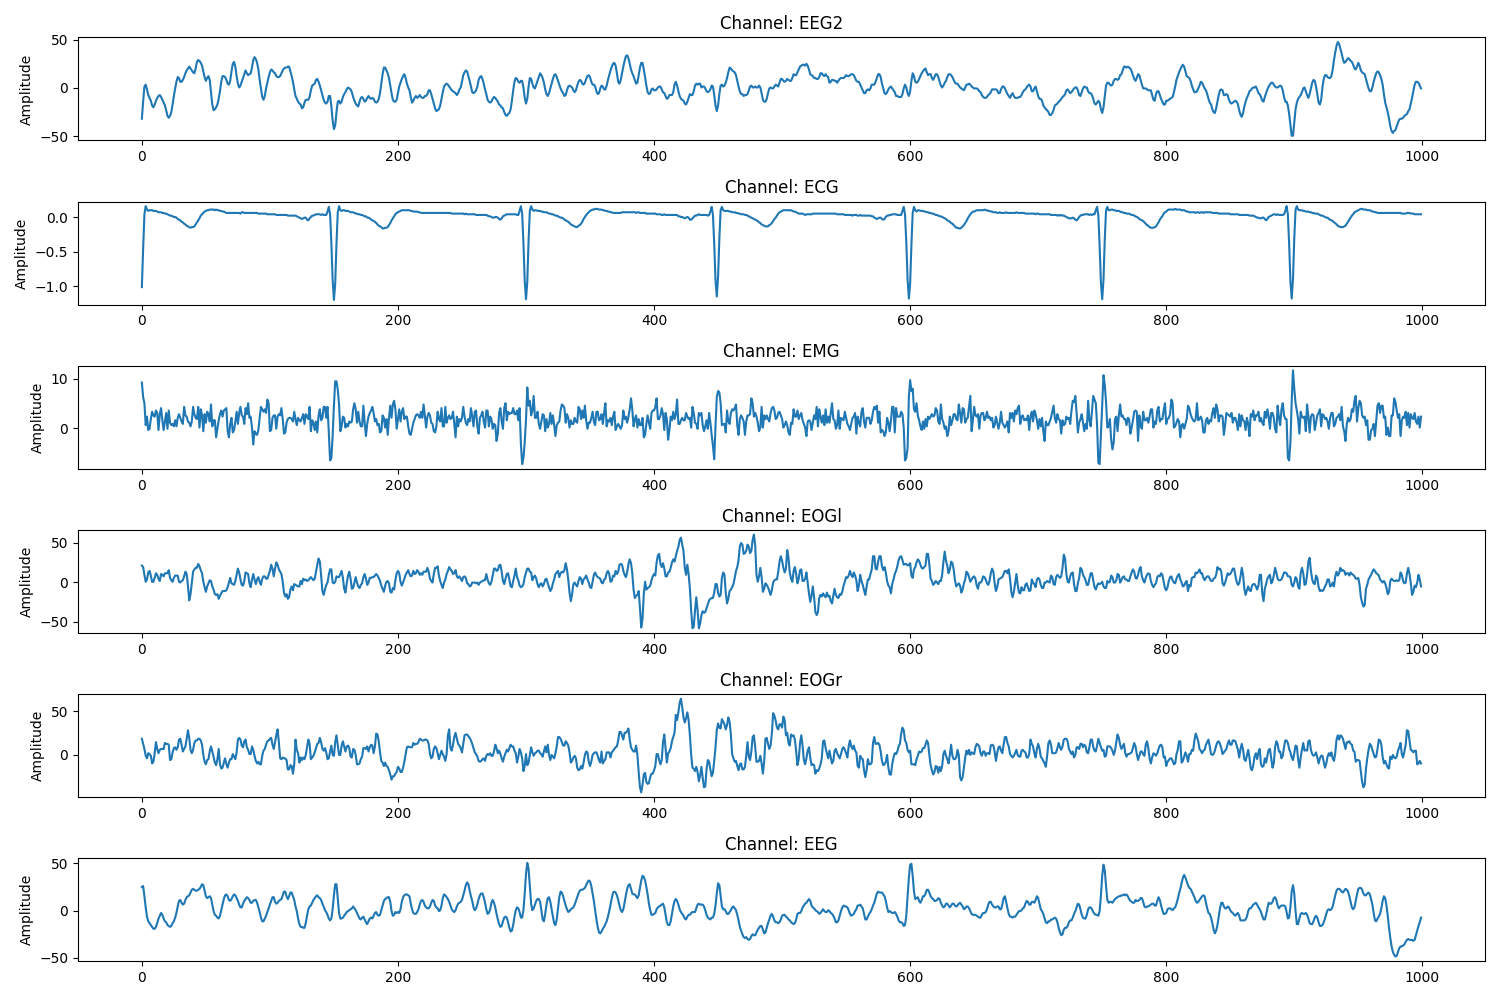 Channel: EEG2
50
0
−50
Amplitude
0 200 400 600 800 1000
Channel: ECG
0.0
−0.5
−1.0
Amplitude
0 200 400 600 800 1000
Channel: EMG
10
0
Amplitude
0 200 400 600 800 1000
Channel: EOGl
50
0
−50
Amplitude
0 200 400 600 800 1000
Channel: EOGr
50
0
Amplitude
0 200 400 600 800 1000
Channel: EEG
50
0
−50
Amplitude
0 200 400 600 800 1000